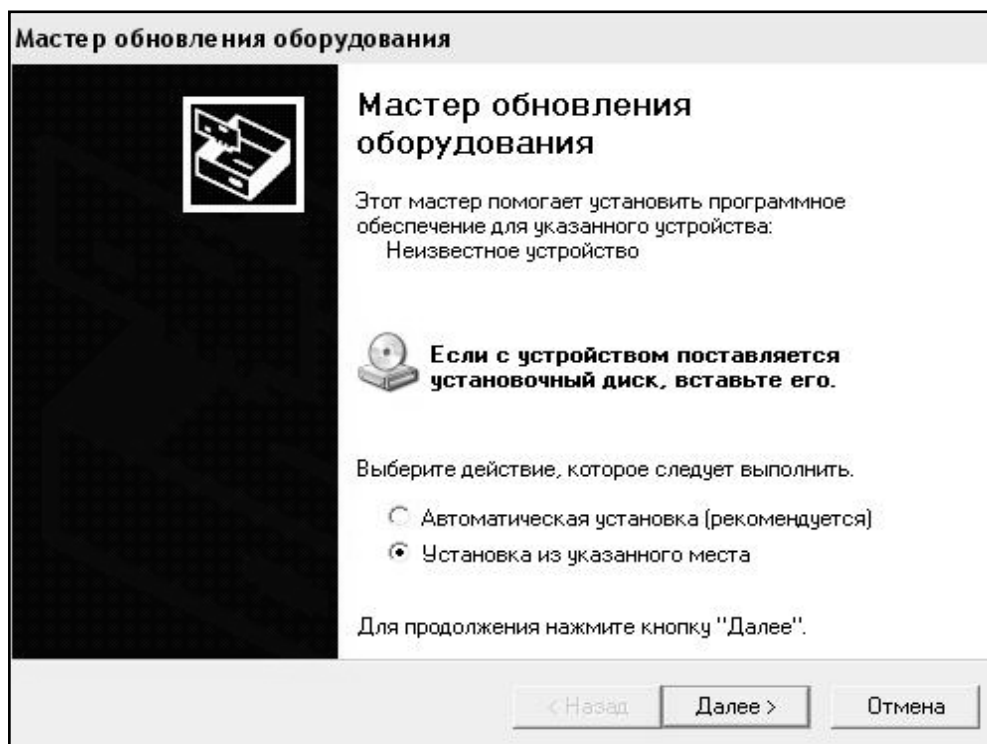 Мастер обновления оборудования
Мастер обновления
оборудования
Этот мастер помогает установить программное
обеспечение для указанного устройства:
Неизвестное устройство
Если с устройством поставляется
установочный диск, вставьте его.
Выберите действие, которое следует выполнить.
Автоматическая установка (рекомендуется)
Установка из указанного места
Для продолжения нажмите кнопку "Далее".
< Назад
Далее >
Отмена